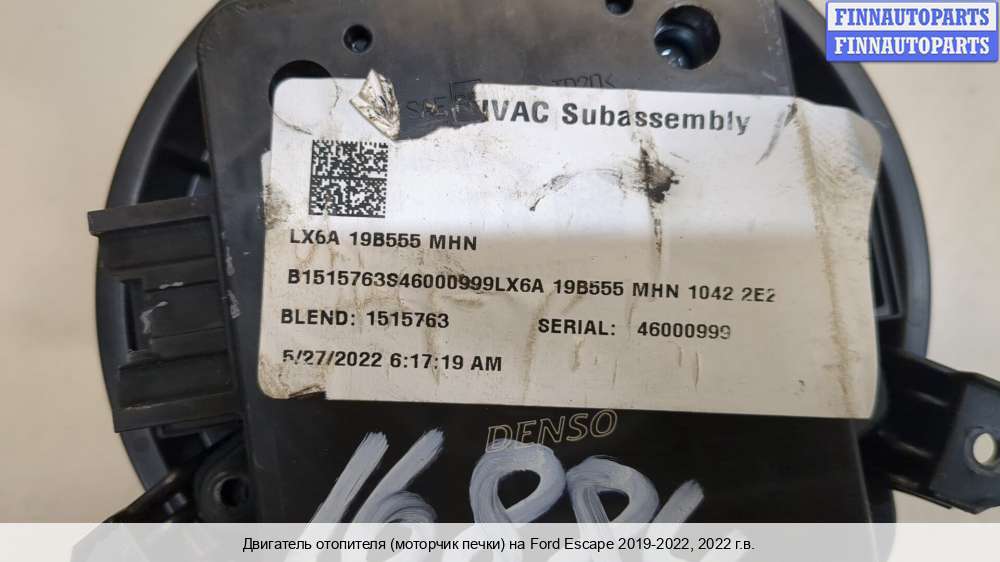 FINNAUTOPARTS
FINNAUTOPARTS
HVAC Subassembly
LX6A 19B555 MHN
B1515763S46000999LX6A 19B555 MHN 1042 2E2
BLEND: 1515763 SERIAL: 46000999
5/27/2022 6:17:19 AM
DENSO
Двигатель отопителя (моторчик печки) на Ford Escape 2019-2022, 2022 г.в.